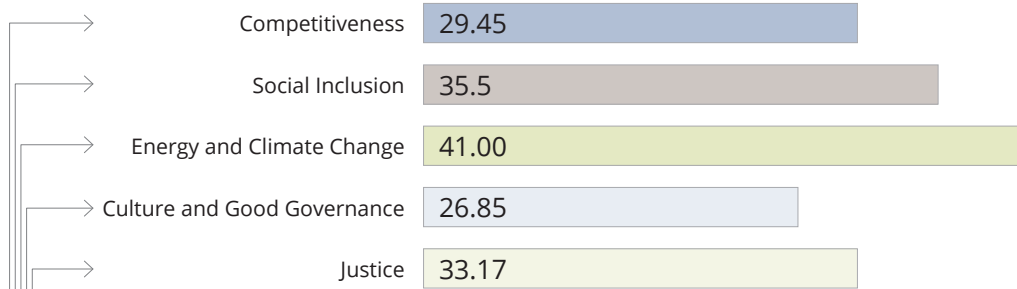 Competitiveness 29.45
Social Inclusion 35.5
Energy and Climate Change 41.00
Culture and Good Governance 26.85
Justice 33.17